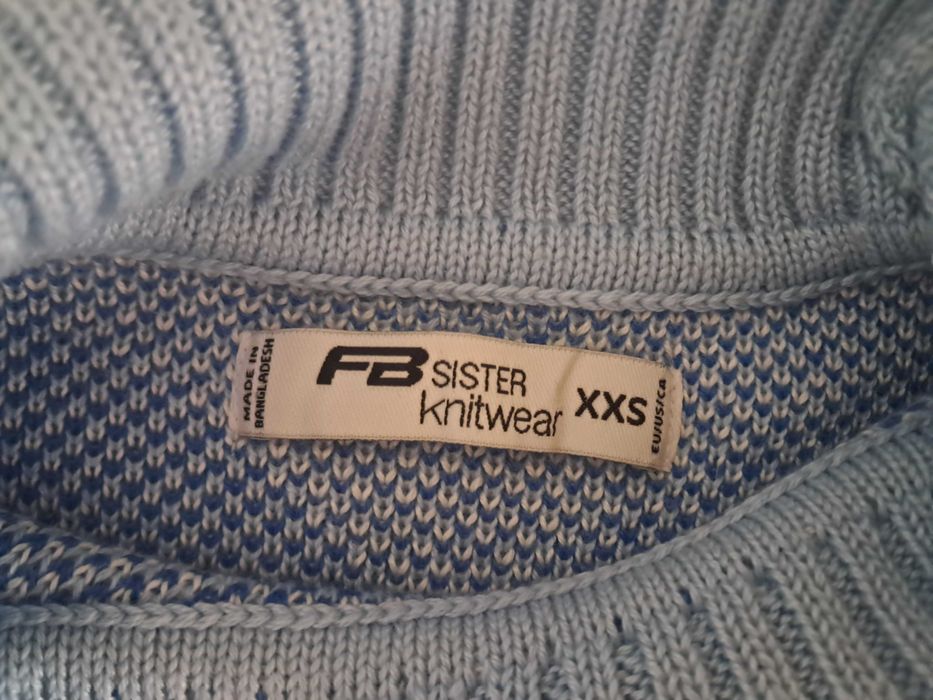 MADE IN
BANGLADESH
FB SISTER
knitwear
XXS
EU/US/CA